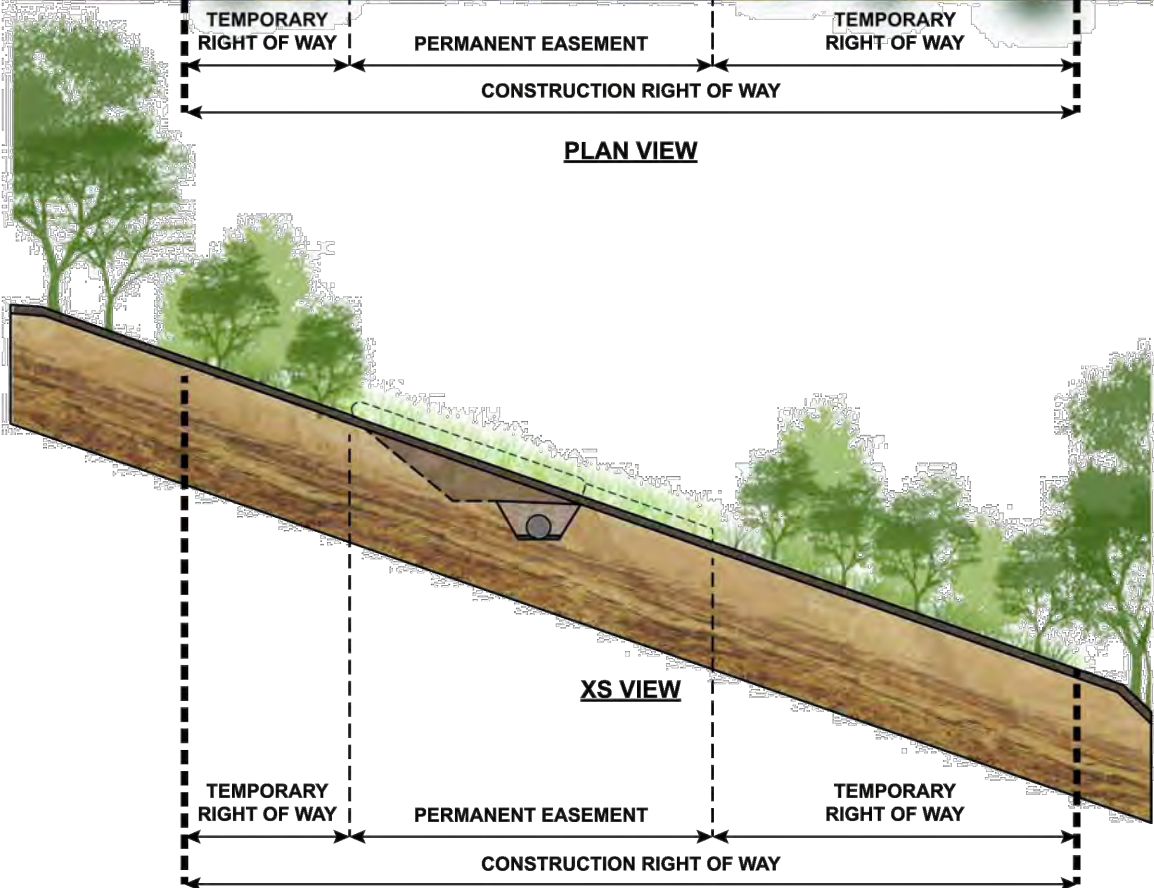 TEMPORARY
RIGHT OF WAY
PERMANENT EASEMENT
TEMPORARY
RIGHT OF WAY
CONSTRUCTION RIGHT OF WAY
PLAN VIEW
XS VIEW
TEMPORARY
RIGHT OF WAY
PERMANENT EASEMENT
TEMPORARY
RIGHT OF WAY
CONSTRUCTION RIGHT OF WAY